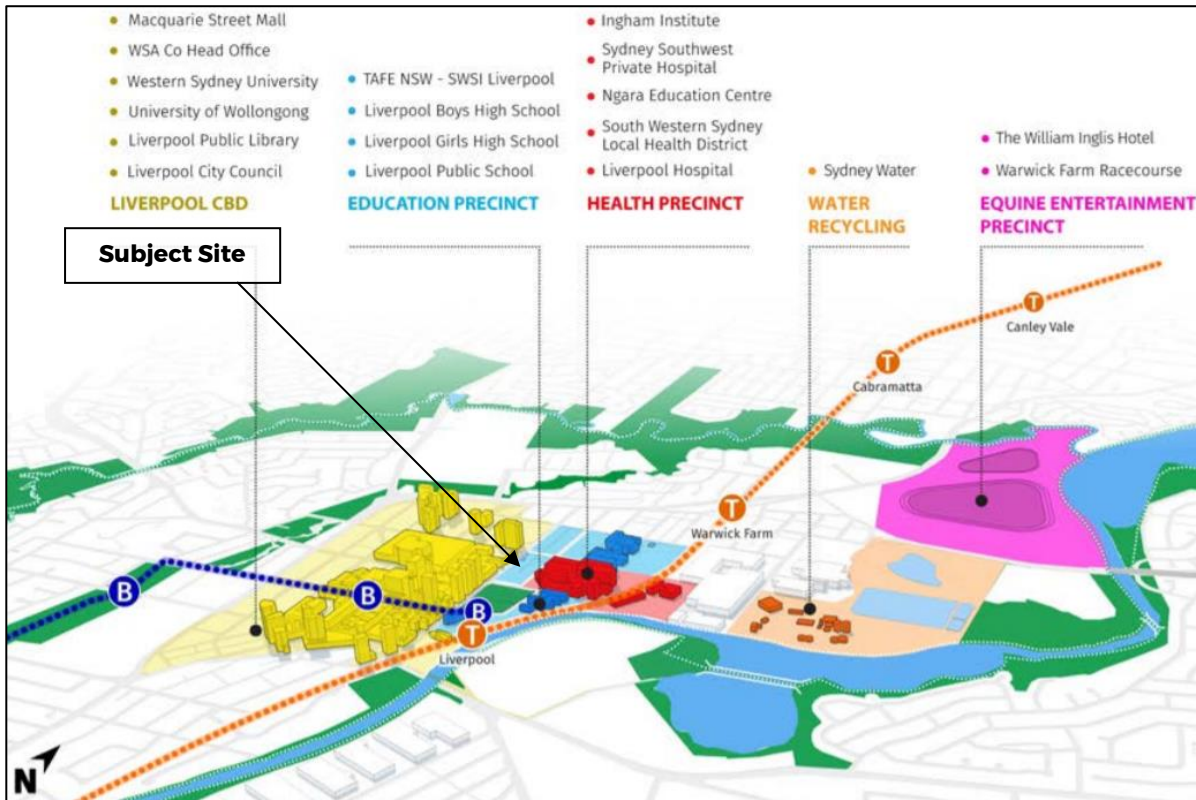 Macquarie Street Mall
WSA Co Head Office
Western Sydney University
University of Wollongong
Liverpool Public Library
Liverpool City Council
LIVERPOOL CBD
TAFE NSW - SWSI Liverpool
Liverpool Boys High School
Liverpool Girls High School
Liverpool Public School
EDUCATION PRECINCT
Ingham Institute
Sydney Southwest
Private Hospital
Ngara Education Centre
South Western Sydney
Local Health District
Liverpool Hospital
HEALTH PRECINCT
Sydney Water
WATER
RECYCLING
The William Inglis Hotel
Warwick Farm Racecourse
EQUINE ENTERTAINMENT
PRECINCT
Subject Site
T
Canley Vale
T
Cabramatta
T
Warwick Farm
B
B
T
Liverpool
N